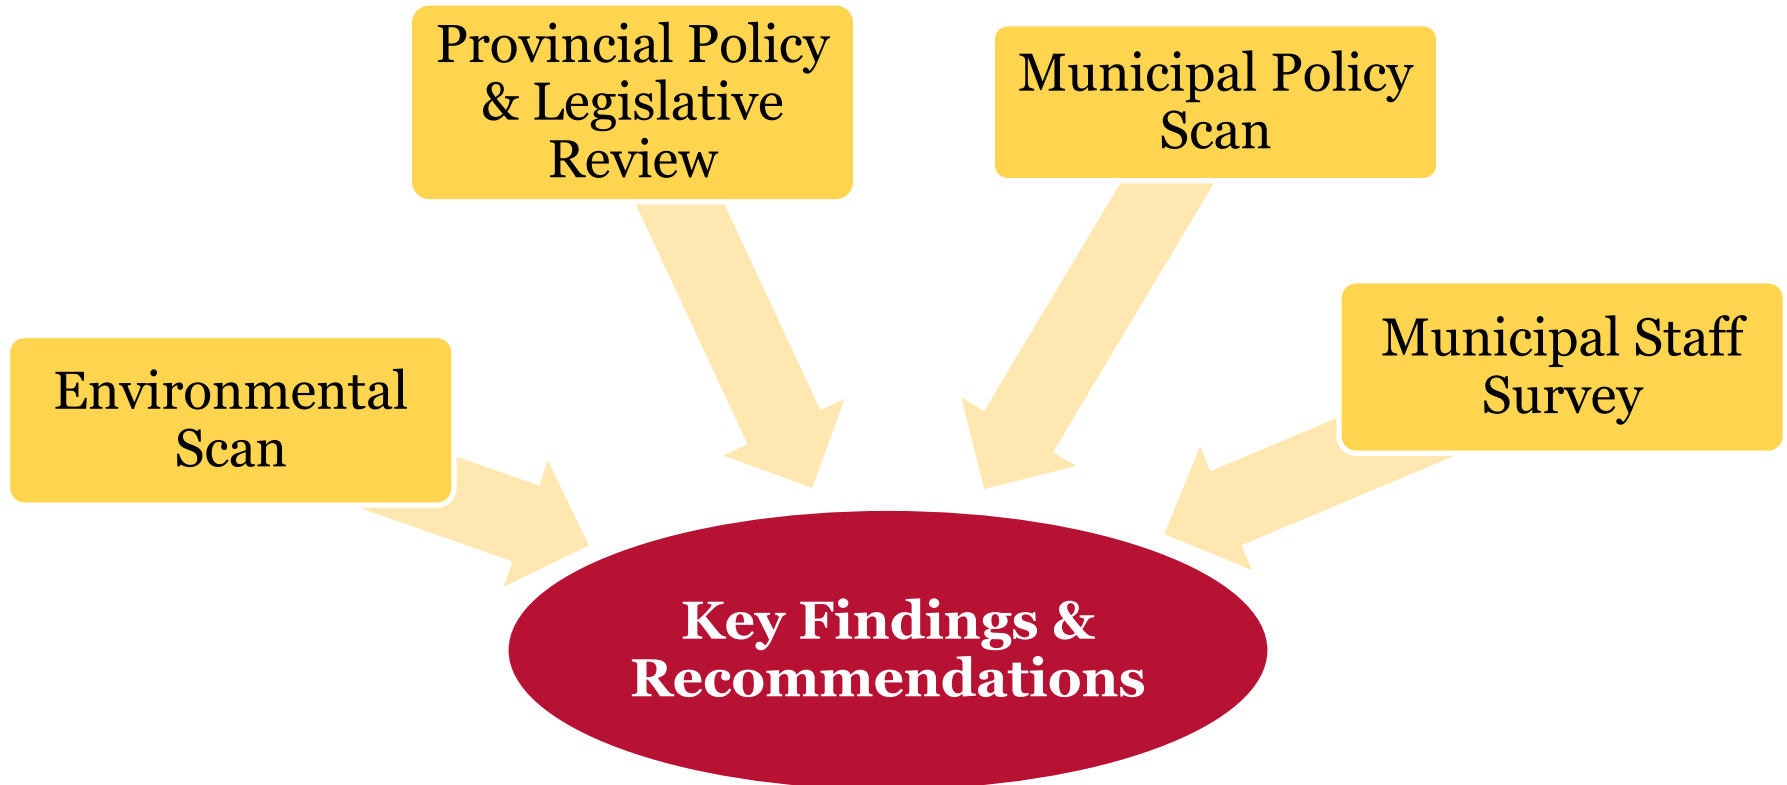 Provincial Policy
& Legislative
Review
Municipal Policy
Scan
Environmental
Scan
Municipal Staff
Survey
Key Findings &
Recommendations